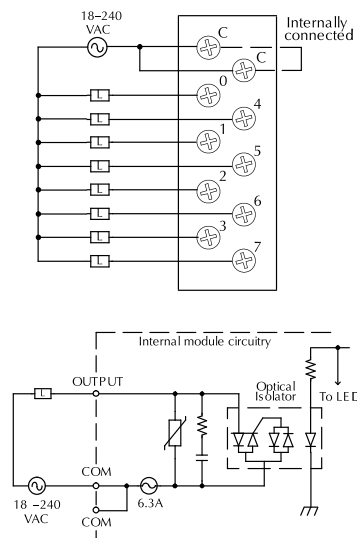 18–240
VAC
Internally
connected
C
C
L
0
L
4
L
1
L
5
L
2
L
6
L
3
L
7
Internal module circuitry
OUTPUT
Optical
Isolator
To LED
L
COM
18 –240
VAC
6.3A
COM